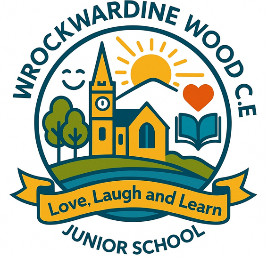 WROCKWARDINE WOOD C.E
Love, Laugh and Learn
JUNIOR SCHOOL